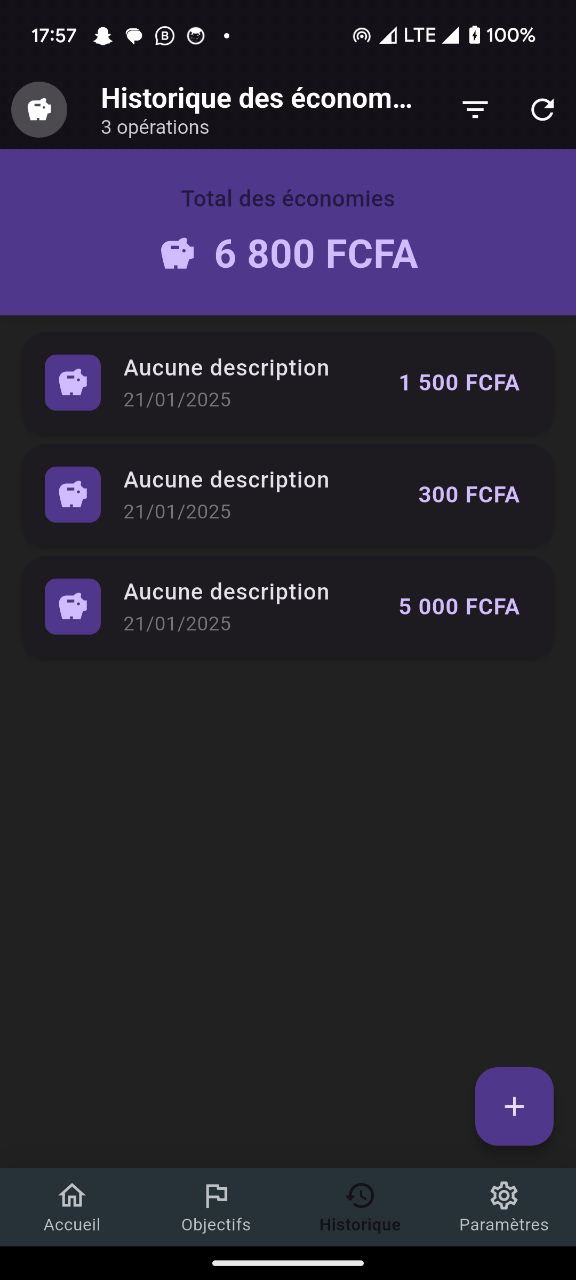 17:57
LTE 100%
Historique des économ...
3 opérations
Total des économies
6 800 FCFA
Aucune description
21/01/2025
1 500 FCFA
Aucune description
21/01/2025
300 FCFA
Aucune description
21/01/2025
5 000 FCFA
+
Accueil
Objectifs
Historique
Paramètres